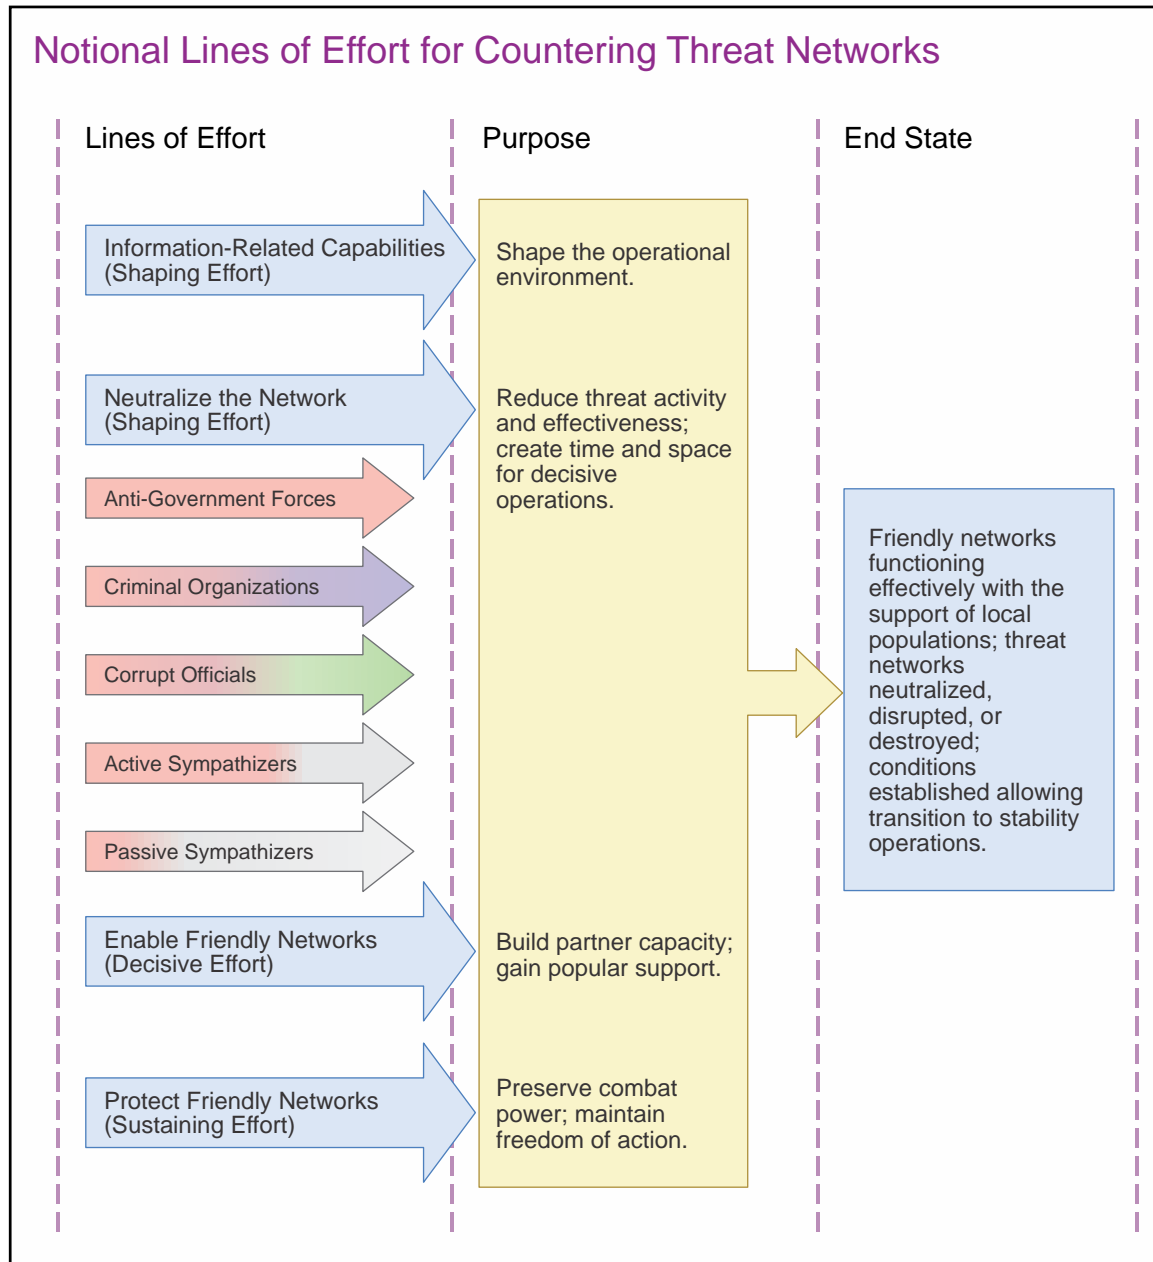 Notional Lines of Effort for Countering Threat Networks
Lines of Effort
Purpose
End State
Information-Related Capabilities
(Shaping Effort)
Shape the operational
environment.
Neutralize the Network
(Shaping Effort)
Reduce threat activity
and effectiveness;
create time and space
for decisive
operations.
Anti-Government Forces
Criminal Organizations
Corrupt Officials
Active Sympathizers
Passive Sympathizers
Enable Friendly Networks
(Decisive Effort)
Build partner capacity;
gain popular support.
Protect Friendly Networks
(Sustaining Effort)
Preserve combat
power; maintain
freedom of action.
Friendly networks
functioning
effectively with the
support of local
populations; threat
networks
neutralized,
disrupted, or
destroyed;
conditions
established allowing
transition to stability
operations.